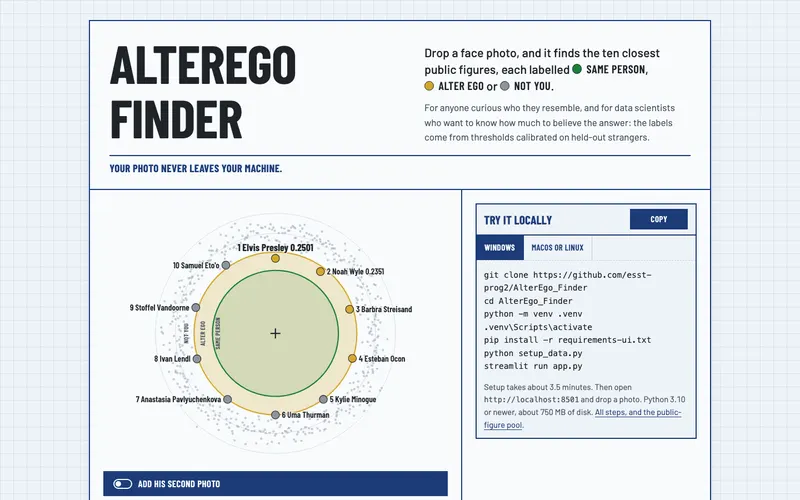 ALTEREGO
FINDER
Drop a face photo, and it finds the ten closest
public figures, each labelled SAME PERSON,
ALTER EGO or NOT YOU.
For anyone curious who they resemble, and for data scientists
who want to know how much to believe the answer: the labels
come from thresholds calibrated on held-out strangers.
YOUR PHOTO NEVER LEAVES YOUR MACHINE.
1 Elvis Presley 0.2501
2 Noah Wyle 0.2351
3 Barbra Streisand
4 Esteban Ocon
5 Kylie Minogue
6 Uma Thurman
7 Anastasia Pavlyuchenkova
8 Ivan Lendl
9 Stoffel Vandoorne
10 Samuel Eto'o
NOT YOU
ALTER EGO
SAME PERSON
ADD HIS SECOND PHOTO
TRY IT LOCALLY
COPY
WINDOWS
MACOS OR LINUX
git clone https://github.com/esst-
prog2/AlterEgo_Finder
cd AlterEgo_Finder
python -m venv .venv
.venv\Scripts\activate
pip install -r requirements-ui.txt
python setup_data.py
streamlit run app.py
Setup takes about 3.5 minutes. Then open
http://localhost:8501 and drop a photo. Python 3.10
or newer, about 750 MB of disk. All steps, and the public-
figure pool.